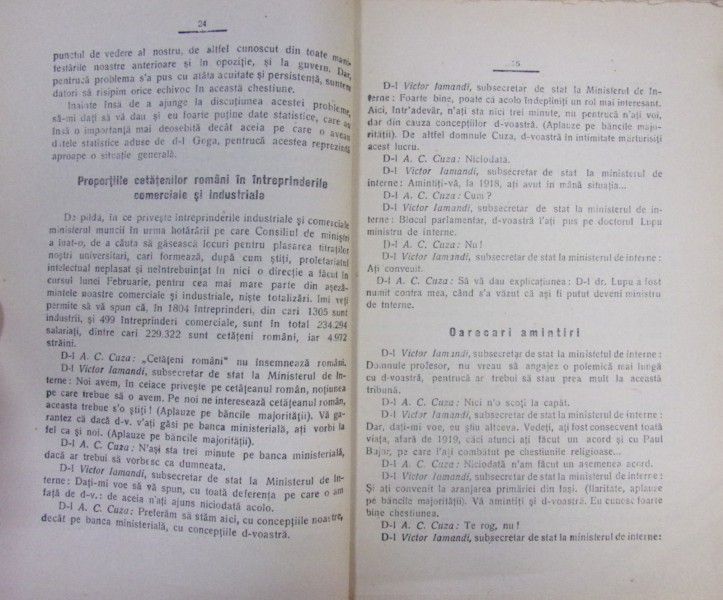 24
punctul de vedere al nostru, de altfel cunoscut din toate mani-
testările noastre anterioare și în opoziție, și la guvern. Dar,
pentrucă problema s'a pus cu atâta acuitate și persistență, suntem
datori să risipim orice echivoc în această chestiune.
Inainte însă de a ajunge la discuțiunea acestei probleme,
să-mi dați să vă dau și eu foarte puține date statistice, care au
însă o importanță mai deosebită decât aceia pe care o aveau
datele statistice aduse de d-l Goga, pentrucă acestea reprezintă
aproape o situație generală.
Proporțiile cetățenilor români în întreprinderile
comerciale și industriale
De pildă, în ce privește întreprinderile industriale și comerciale
ministerul muncii în urma hotărârii pe care Consiliul de miniștri
a luat-o, de a căuta să găsească locuri pentru plasarea titraților
noștri universitari, cari formează, după cum știți, proletariatul
intelectual neplasat și neîntrebuințat în nici o direcție a făcut în
cursul lunei Februarie, pentru cea mai mare parte din așeză-
mintele noastre comerciale și industriale, niște totalizări. Imi veți
permite să vă spun că, în 1804 întreprinderi, din cari 1305 sunt
industrii, și 499 întreprinderi comerciale, sunt în total 234.294
salariați, dintre cari 229.322 sunt cetățeni români, iar 4.972
străini.
D-l A. C. Cuza: „Cetățeni români" nu însemnează români.
D-l Victor Iamandi, subsecretar de stat la Ministerul de In-
terne: Noi avem, în ceiace privește pe cetățeanul român, noțiunea
pe care trebue să o avem. Pe noi ne interesează cetățeanul român,
aceasta trebue s'o știți! (Aplauze pe băncile majorității). Vă ga-
rantez că dacă d-v. v'ați găsi pe banca ministerială, ați vorbi la
fel ca și noi. (Aplauze pe băncile majorității).
D-l A. C. Cuza: N'ași sta trei minute pe banca ministerială,
dacă ar trebui să vorbesc ca dumneata.
D-l Victor Iamandi, subsecretar de stat la Ministerul de In-
terne: Dați-mi voe să vă spun, cu toată deferența pe care o am
față de d-v.: de aceia n'ați ajuns niciodată acolo.
D-l A. C. Cuza: Preferăm să stăm aici, cu concepțiile noastre,
decât pe banca ministerială, cu concepțiile d-voastră.
D-l Victor Iamandi, subsecretar de stat la Ministerul de In-
terne: Foarte bine, poate că acolo îndepliniți un rol mai interesant.
Aici, într'adevăr, n'ați sta nici trei minute, nu pentrucă n'ați voi,
dar din cauza concepțiilor d-voastră. (Aplauze pe băncile majo-
rității). De altfel domnule Cuza, d-voastră în intimitate mărturisiți
acest lucru.
D-l A. C. Cuza: Niciodata.
D-l Victor Iamandi, subsecretar de stat la ministerul de
interne: Amintiți-vă, la 1918, ați avut în mână situația...
D-l A. C. Cuza: Cum?
D-l Victor Iamandi, subsecretar de stat la ministerul de in-
terne: Blocul parlamentar, d-voastră l'ați pus pe doctorul Lupu
ministru de interne.
D-l A. C. Cuza: Nu!
D-l Victor Iamandi, subsecretar de stat la ministerul de interne:
Ați convenit.
D-l A. C. Cuza: Să vă dau explicațiunea: D-l dr. Lupu a fost
numit contra mea, când s'a văzut că ași fi putut deveni ministru
de interne.
Oarecari amintiri
D-l Victor Iamandi, subsecretar de stat la ministerul de interne:
Domnule profesor, nu vreau să angajez o polemică mai lungă
cu d-voastră, pentrucă ar trebui să stau prea mult la această
tribună.
D-l A. C. Cuza: Nici n'o scoți la capăt.
D-l Victor Iamandi, subsecretar de stat la ministerul de interne:
Dar, dați-mi voe, eu știu altceva. Vedeți, ați fost consecvent toată
viața, afară de 1919, căci atunci ați făcut un acord și cu Paul
Bujor, pe care l'ați combătut pe chestiunile religioase...
D-l A. C. Cuza: Niciodată n'am făcut un asemenea acord.
D-l Victor Iamandi, subsecretar de stat la ministerul de interne:
Și ați convenit la aranjarea primăriei din Iași. (Ilaritate, aplauze
pe băncile majorității). Vă amintiți și d-voastră. Eu cunosc foarte
bine chestiunea.
D-l A. C. Cuza: Te rog, nu!
D-l Victor Iamandi, subsecretar de stat la ministerul de interne: